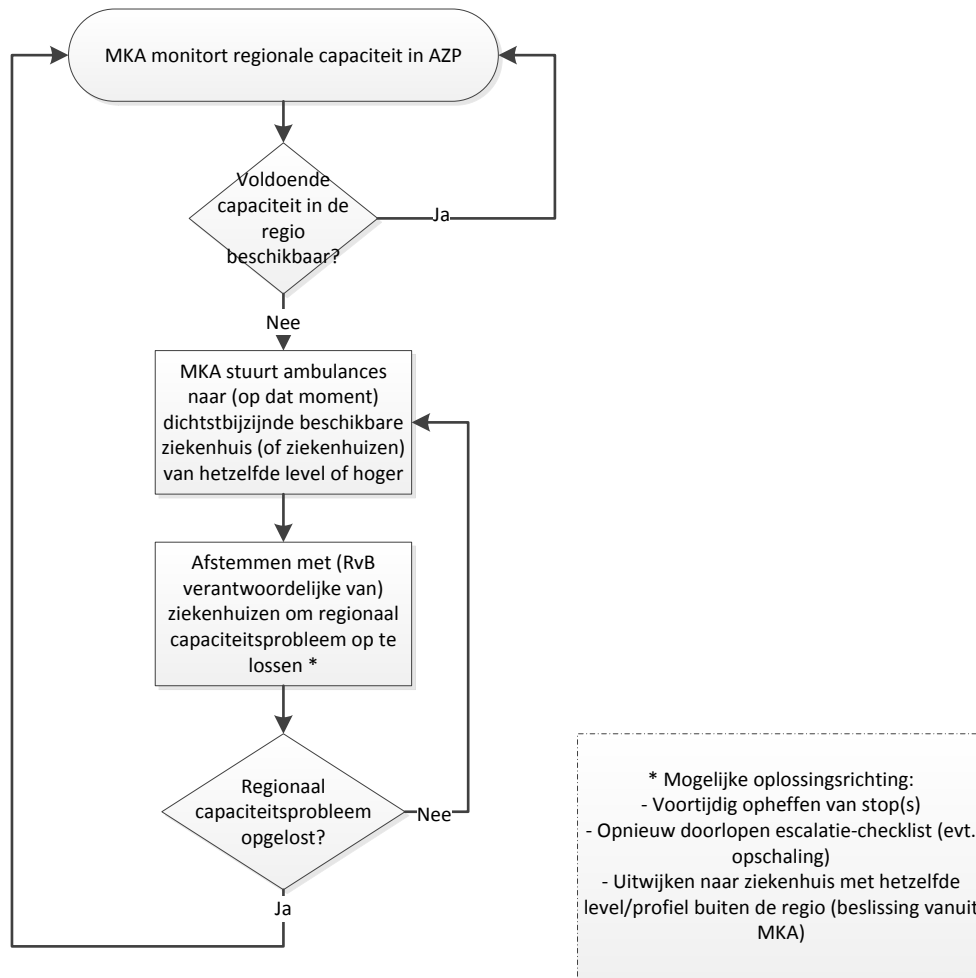 MKA monitort regionale capaciteit in AZP
Voldoende
capaciteit in de
regio
beschikbaar?
Ja
Nee
MKA stuurt ambulances
naar (op dat moment)
dichtstbijzijnde beschikbare
ziekenhuis (of ziekenhuizen)
van hetzelfde level of hoger
Afstemmen met (RvB
verantwoordelijke van)
ziekenhuizen om regionaal
capaciteitsprobleem op te
lossen *
Regionaal
capaciteitsprobleem
opgelost?
Nee
Ja
* Mogelijke oplossingsrichting:
- Voortijdig opheffen van stop(s)
- Opnieuw doorlopen escalatie-checklist (evt.
opschaling)
- Uitwijken naar ziekenhuis met hetzelfde
level/profiel buiten de regio (beslissing vanuit
MKA)